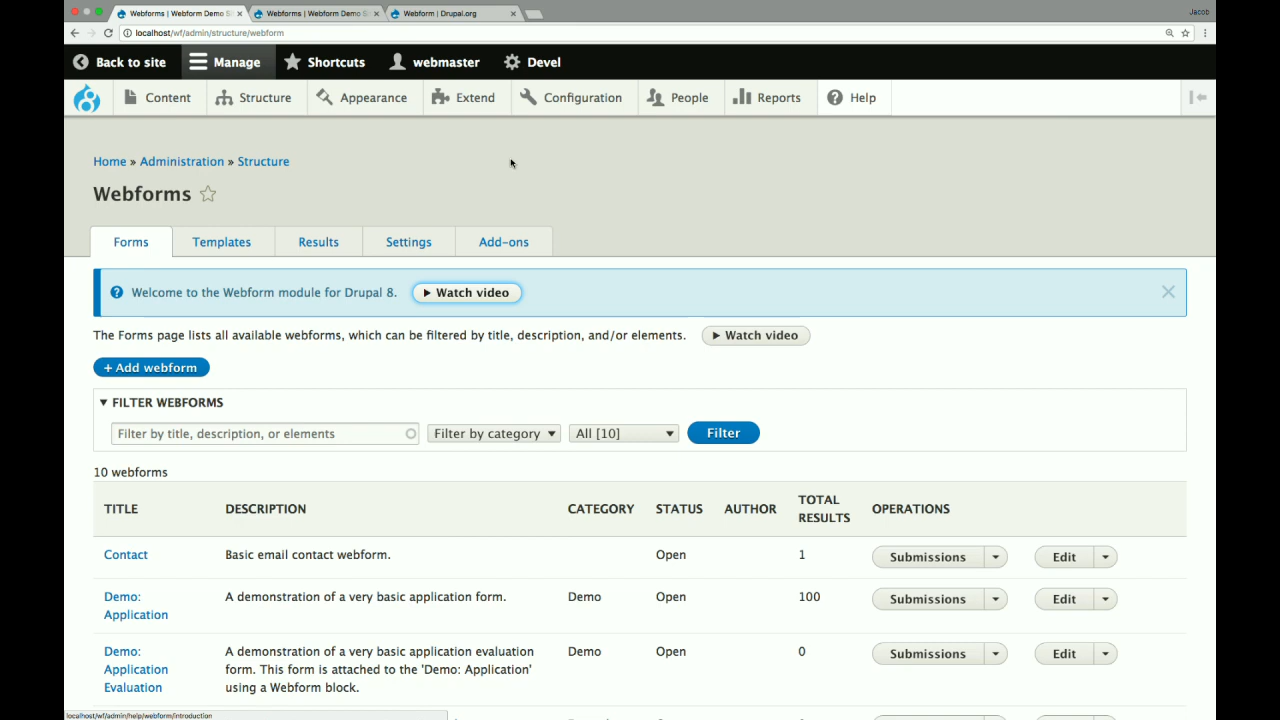 Webforms | Webform Demo Si
Webforms | Webform Demo S
Webform | Drupal.org
Jacob
localhost/wf/admin/structure/webform
Back to site
Manage
Shortcuts
webmaster
Devel
Content
Structure
Appearance
Extend
Configuration
People
Reports
Help
Home » Administration » Structure
Webforms
Forms
Templates
Results
Settings
Add-ons
Welcome to the Webform module for Drupal 8.
Watch video
The Forms page lists all available webforms, which can be filtered by title, description, and/or elements.
Watch video
+ Add webform
FILTER WEBFORMS
Filter by title, description, or elements
Filter by category
All [10]
Filter
10 webforms
TITLE
DESCRIPTION
CATEGORY
STATUS
AUTHOR
TOTAL
RESULTS
OPERATIONS
Contact
Basic email contact webform.
Open
1
Submissions
Edit
Demo:
Application
A demonstration of a very basic application form.
Demo
Open
100
Submissions
Edit
Demo:
Application
Evaluation
A demonstration of a very basic application evaluation
form. This form is attached to the 'Demo: Application'
using a Webform block.
Demo
Open
0
Submissions
Edit
localhost/wf/admin/help/webform/introduction